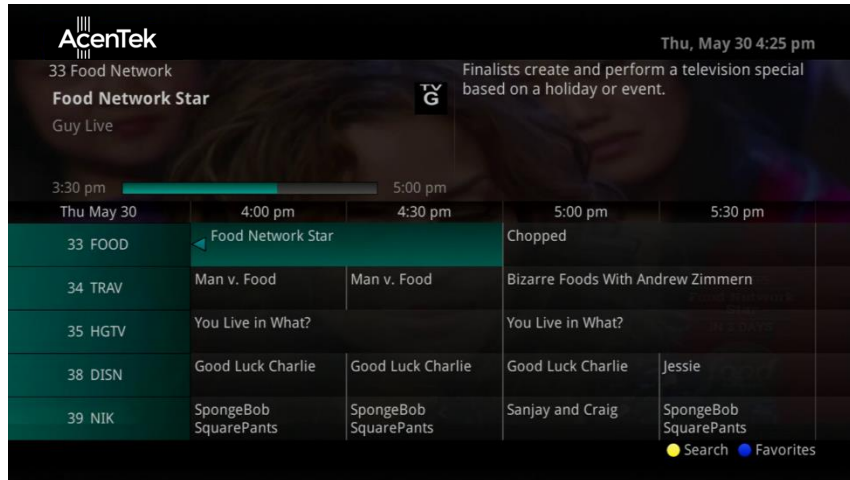 AcenTek
Thu, May 30 4:25 pm
33 Food Network
Food Network Star
Guy Live
TV
G
Finalists create and perform a television special
based on a holiday or event.
3:30 pm
5:00 pm
Thu May 30 4:00 pm 4:30 pm 5:00 pm 5:30 pm
33 FOOD Food Network Star Chopped
34 TRAV Man v. Food Man v. Food Bizarre Foods With Andrew Zimmern
35 HGTV You Live in What? You Live in What?
38 DISN Good Luck Charlie Good Luck Charlie Good Luck Charlie Jessie
39 NIK SpongeBob SquarePants SpongeBob SquarePants Sanjay and Craig SpongeBob SquarePants
Search Favorites